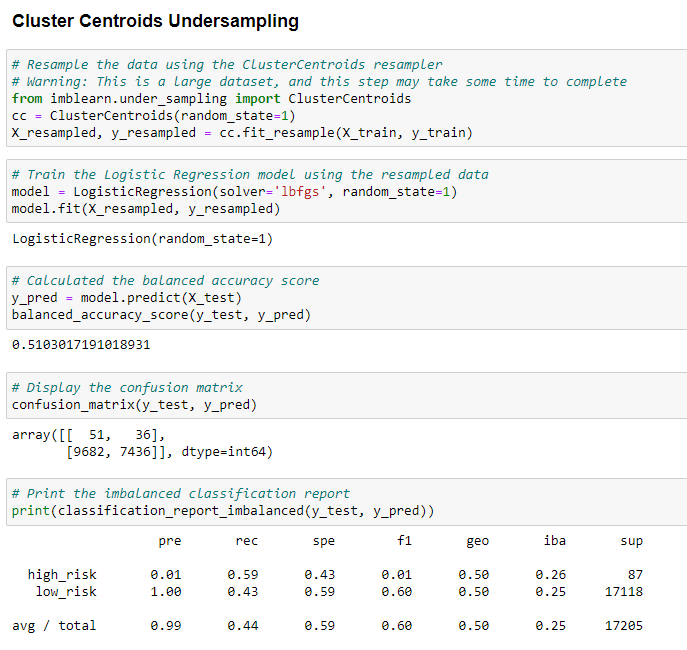 Cluster Centroids Undersampling
# Resample the data using the ClusterCentroids resampler
# Warning: This is a large dataset, and this step may take some time to complete
from imblearn.under_sampling import ClusterCentroids
cc = ClusterCentroids(random_state=1)
X_resampled, y_resampled = cc.fit_resample(X_train, y_train)
# Train the Logistic Regression model using the resampled data
model = LogisticRegression(solver='lbfgs', random_state=1)
model.fit(X_resampled, y_resampled)
LogisticRegression(random_state=1)
# Calculated the balanced accuracy score
y_pred = model.predict(X_test)
balanced_accuracy_score(y_test, y_pred)
0.5103017191018931
# Display the confusion matrix
confusion_matrix(y_test, y_pred)
array([[  51,   36],
       [9682, 7436]], dtype=int64)
# Print the imbalanced classification report
print(classification_report_imbalanced(y_test, y_pred))
pre rec spe f1 geo iba sup
high_risk 0.01 0.59 0.43 0.01 0.50 0.26 87
low_risk 1.00 0.43 0.59 0.60 0.50 0.25 17118
avg / total 0.99 0.44 0.59 0.60 0.50 0.25 17205